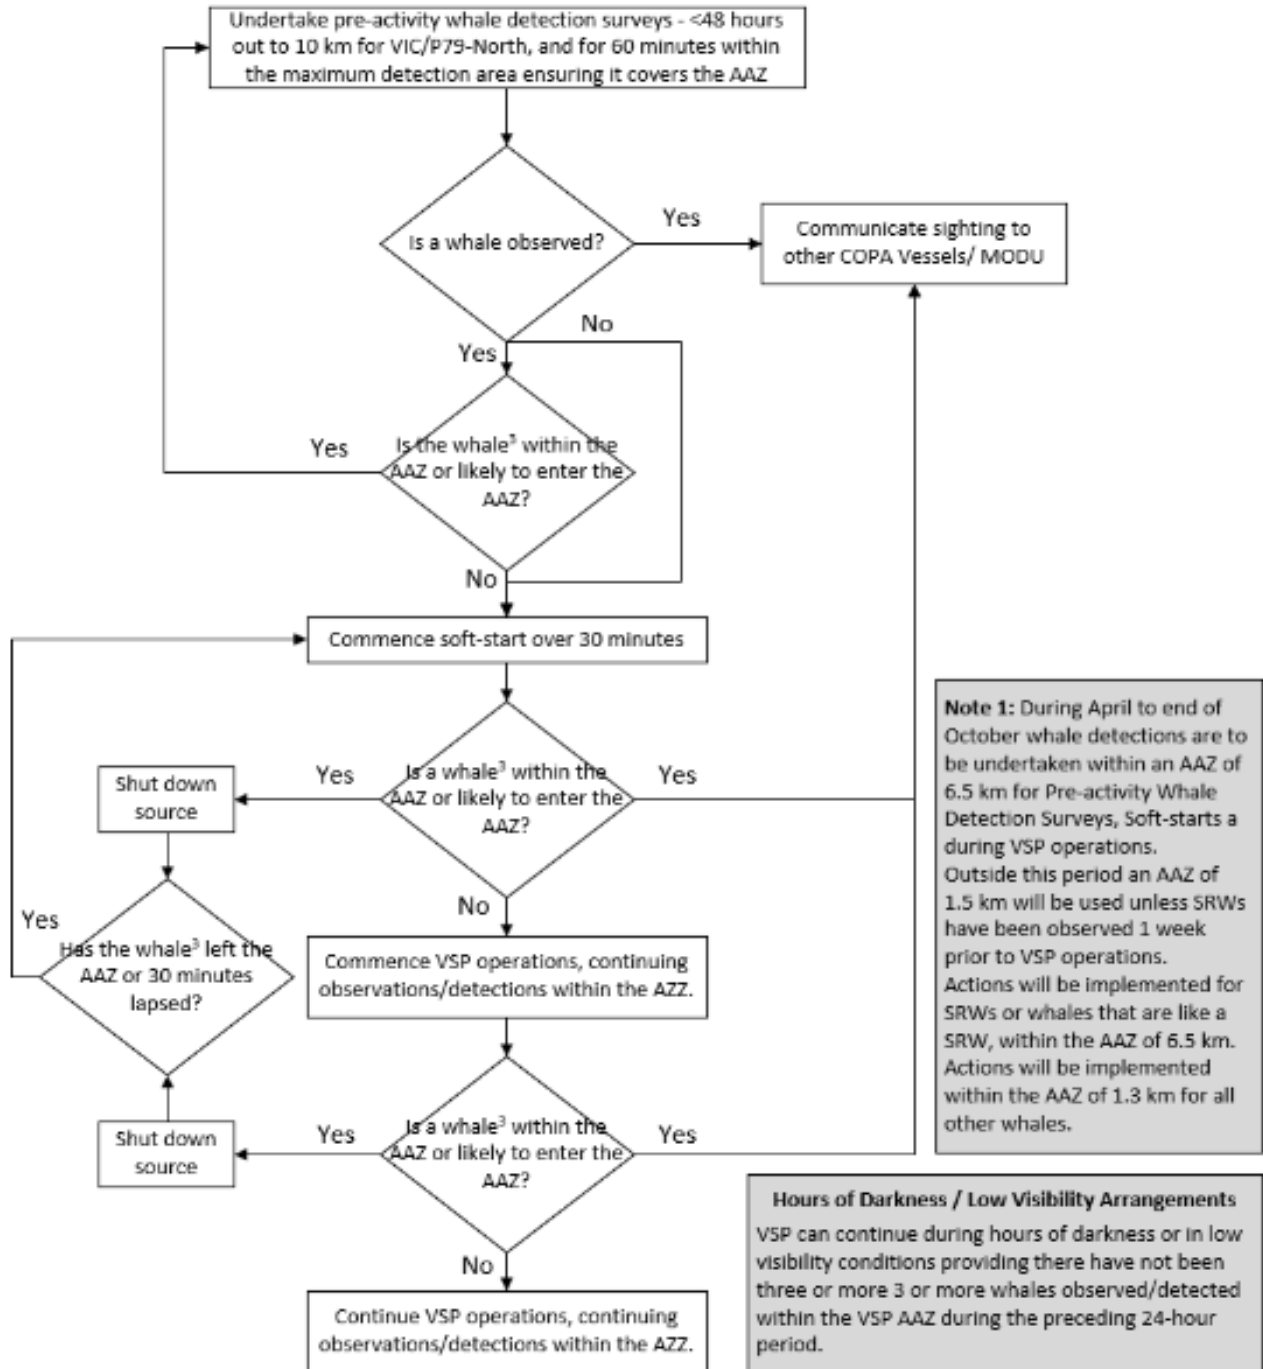 Undertake pre-activity whale detection surveys - <48 hours
out to 10 km for VIC/P79-North, and for 60 minutes within
the maximum detection area ensuring it covers the AAZ
Is a whale observed?
Yes
Communicate sighting to
other COPA Vessels/ MODU
No
Yes
Is the whale³ within the
AAZ or likely to enter the
AAZ?
Yes
No
Commence soft-start over 30 minutes
Is a whale³ within the
AAZ or likely to enter the
AAZ?
Yes
Yes
Shut down
source
No
Has the whale³ left the
AAZ or 30 minutes
lapsed?
Yes
Commence VSP operations, continuing
observations/detections within the AZZ.
Is a whale³ within the
AAZ or likely to enter the
AAZ?
Yes
Yes
Shut down
source
No
Continue VSP operations, continuing
observations/detections within the AZZ.
Note 1: During April to end of
October whale detections are to
be undertaken within an AAZ of
6.5 km for Pre-activity Whale
Detection Surveys, Soft-starts a
during VSP operations.
Outside this period an AAZ of
1.5 km will be used unless SRWs
have been observed 1 week
prior to VSP operations.
Actions will be implemented for
SRWs or whales that are like a
SRW, within the AAZ of 6.5 km.
Actions will be implemented
within the AAZ of 1.3 km for all
other whales.
Hours of Darkness / Low Visibility Arrangements
VSP can continue during hours of darkness or in low
visibility conditions providing there have not been
three or more 3 or more whales observed/detected
within the VSP AAZ during the preceding 24-hour
period.